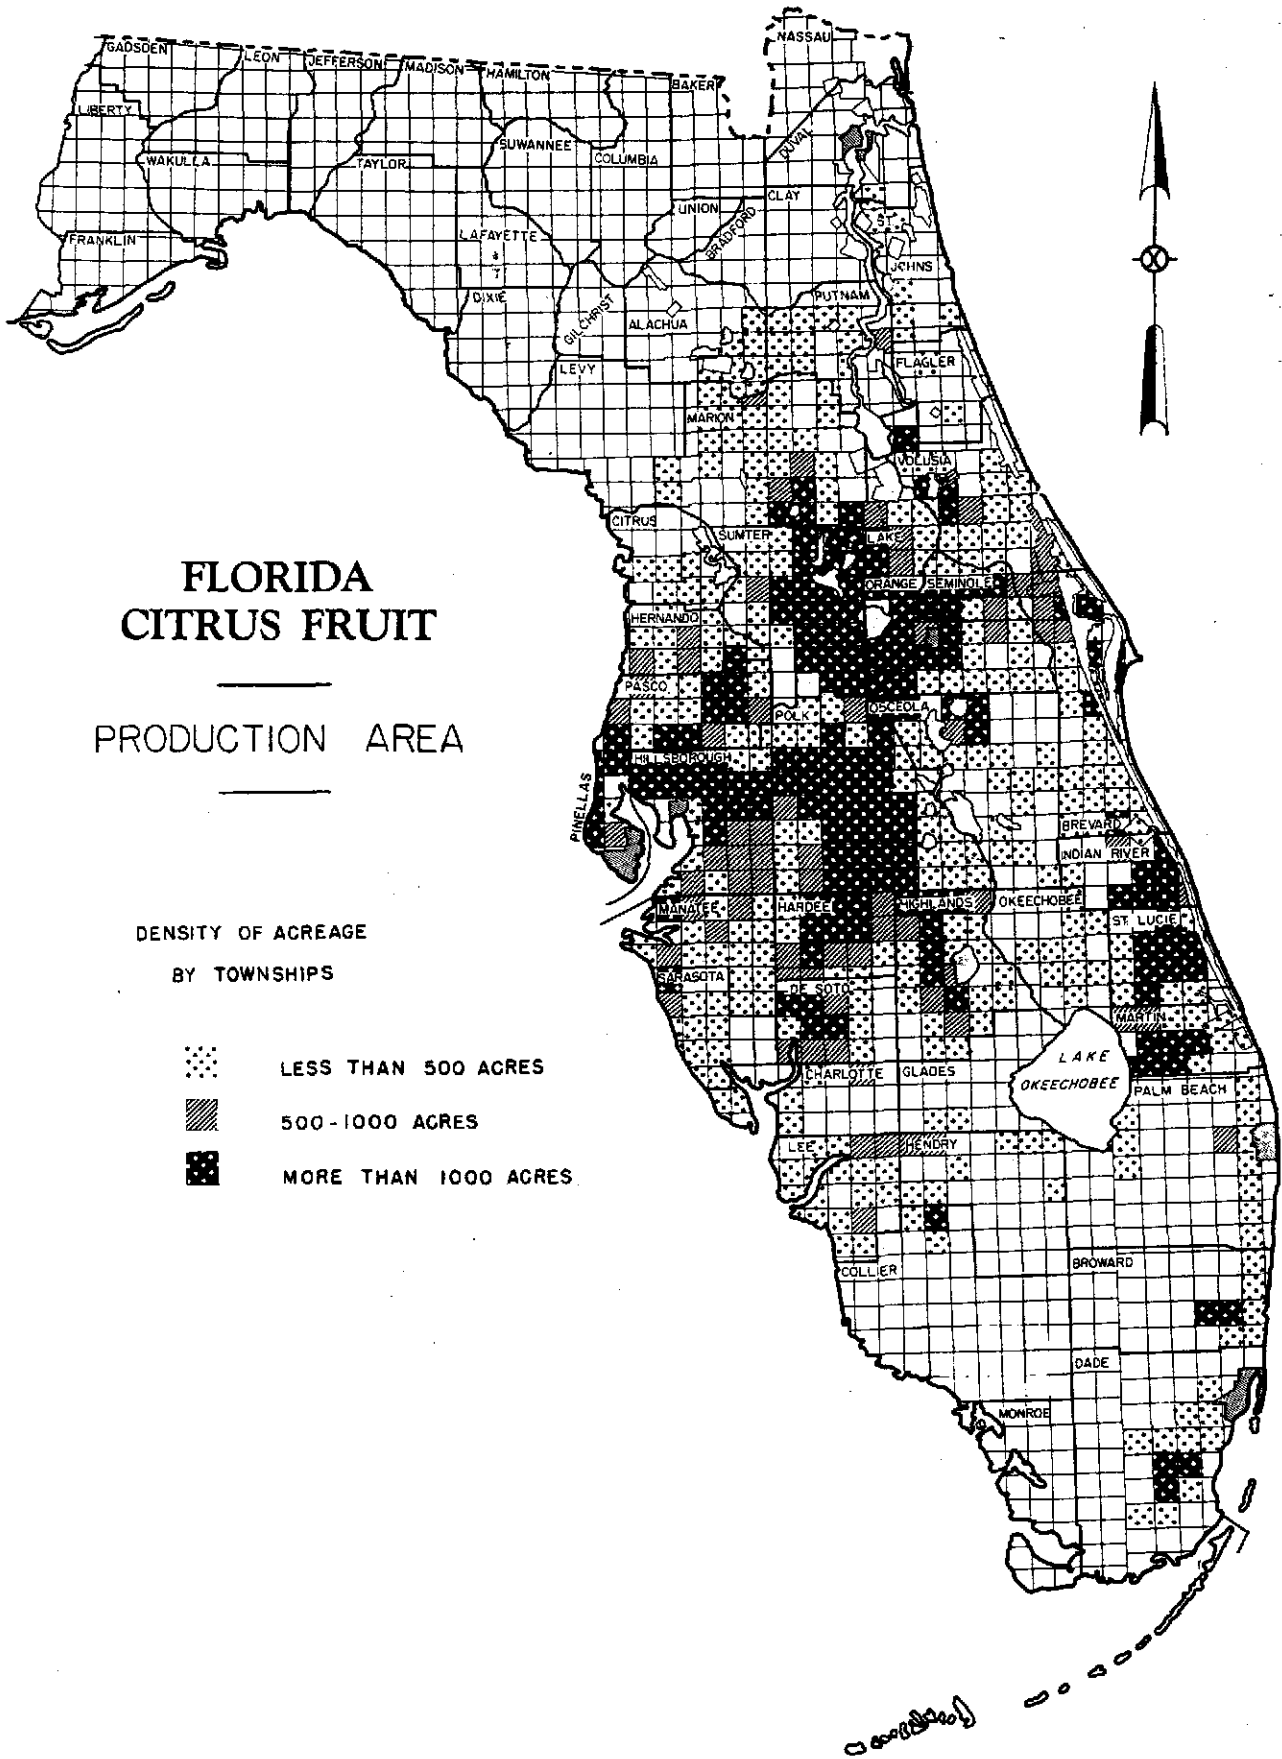 NASSAU
GADSDEN
LEON
JEFFERSON
MADISON
HAMILTON
BAKER
LIBERTY
DUVAL
SUWANNEE
COLUMBIA
WAKULLA
TAYLOR
CLAY
UNION
BRADFORD
ST.
FRANKLIN
LAFAYETTE
JOHNS
DIXIE
PUTNAM
GILCHRIST
ALACHUA
FLAGLER
LEVY
MARION
VOLUSIA
CITRUS
SUMTER
LAKE
FLORIDA
CITRUS FRUIT
ORANGE
SEMINOLE
HERNANDO
PASCO
PRODUCTION AREA
POLK
OSCEOLA
HILLSBOROUGH
PINELLAS
BREVARD
INDIAN RIVER
MANATEE
HARDEE
HIGHLANDS
OKEECHOBEE
ST. LUCIE
DENSITY OF ACREAGE
BY TOWNSHIPS
SARASOTA
DE SOTO
MARTIN
LESS THAN 500 ACRES
LAKE
OKEECHOBEE
CHARLOTTE
GLADES
PALM BEACH
500-1000 ACRES
LEE
HENDRY
MORE THAN 1000 ACRES
COLLIER
BROWARD
DADE
MONROE